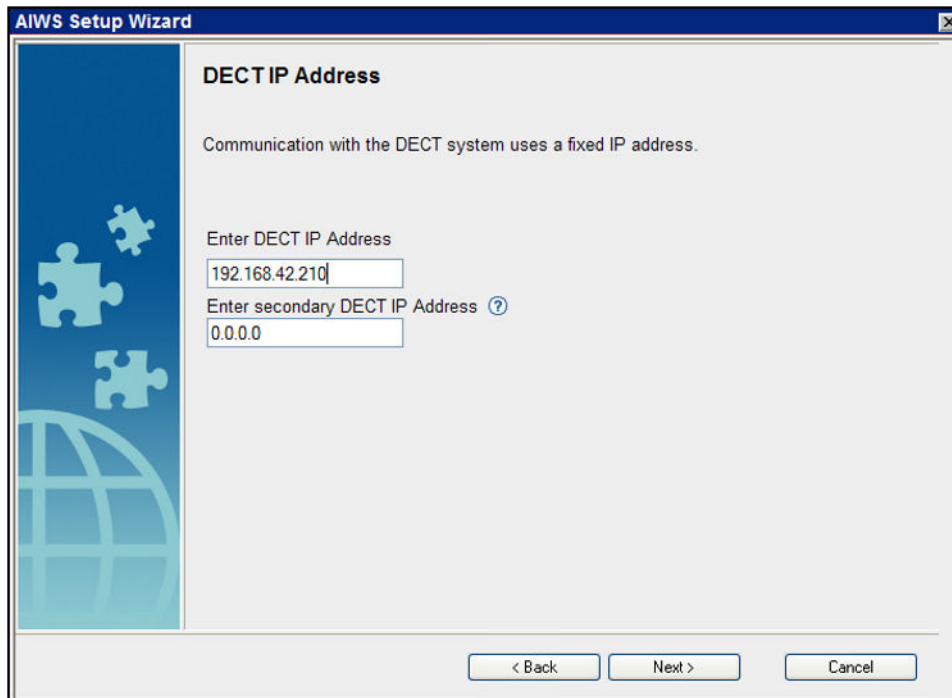 AIWS Setup Wizard
DECT IP Address
Communication with the DECT system uses a fixed IP address.
Enter DECT IP Address
192.168.42.210
Enter secondary DECT IP Address ?
0.0.0.0
< Back Next > Cancel